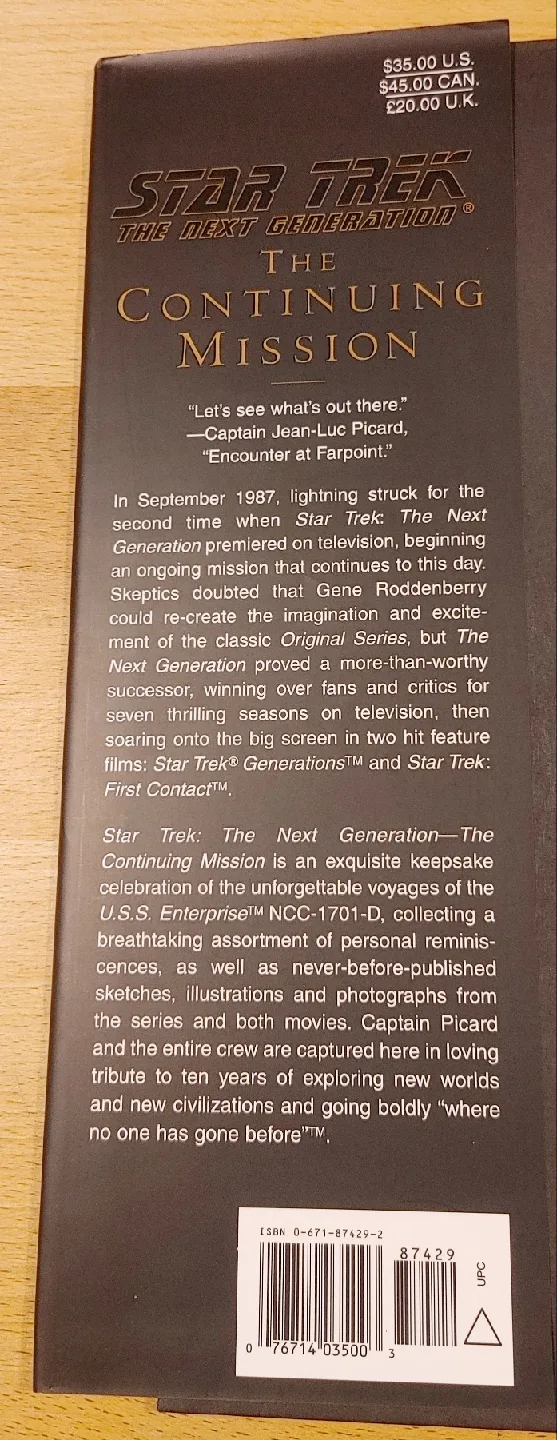 $35.00 U.S.
$45.00 CAN.
£20.00 U.K.
STAR TREK
THE NEXT GENERATION®
THE
CONTINUING
MISSION
“Let's see what's out there.”
—Captain Jean-Luc Picard,
“Encounter at Farpoint.”
In September 1987, lightning struck for the
second time when Star Trek: The Next
Generation premiered on television, beginning
an ongoing mission that continues to this day.
Skeptics doubted that Gene Roddenberry
could re-create the imagination and excite-
ment of the classic Original Series, but The
Next Generation proved a more-than-worthy
successor, winning over fans and critics for
seven thrilling seasons on television, then
soaring onto the big screen in two hit feature
films: Star Trek® Generations™ and Star Trek:
First Contact™.
Star Trek: The Next Generation—The
Continuing Mission is an exquisite keepsake
celebration of the unforgettable voyages of the
U.S.S. Enterprise™ NCC-1701-D, collecting a
breathtaking assortment of personal reminis-
cences, as well as never-before-published
sketches, illustrations and photographs from
the series and both movies. Captain Picard
and the entire crew are captured here in loving
tribute to ten years of exploring new worlds
and new civilizations and going boldly “where
no one has gone before”™.
ISBN 0-671-87429-2
87429
UPC
0 76714 03500 3